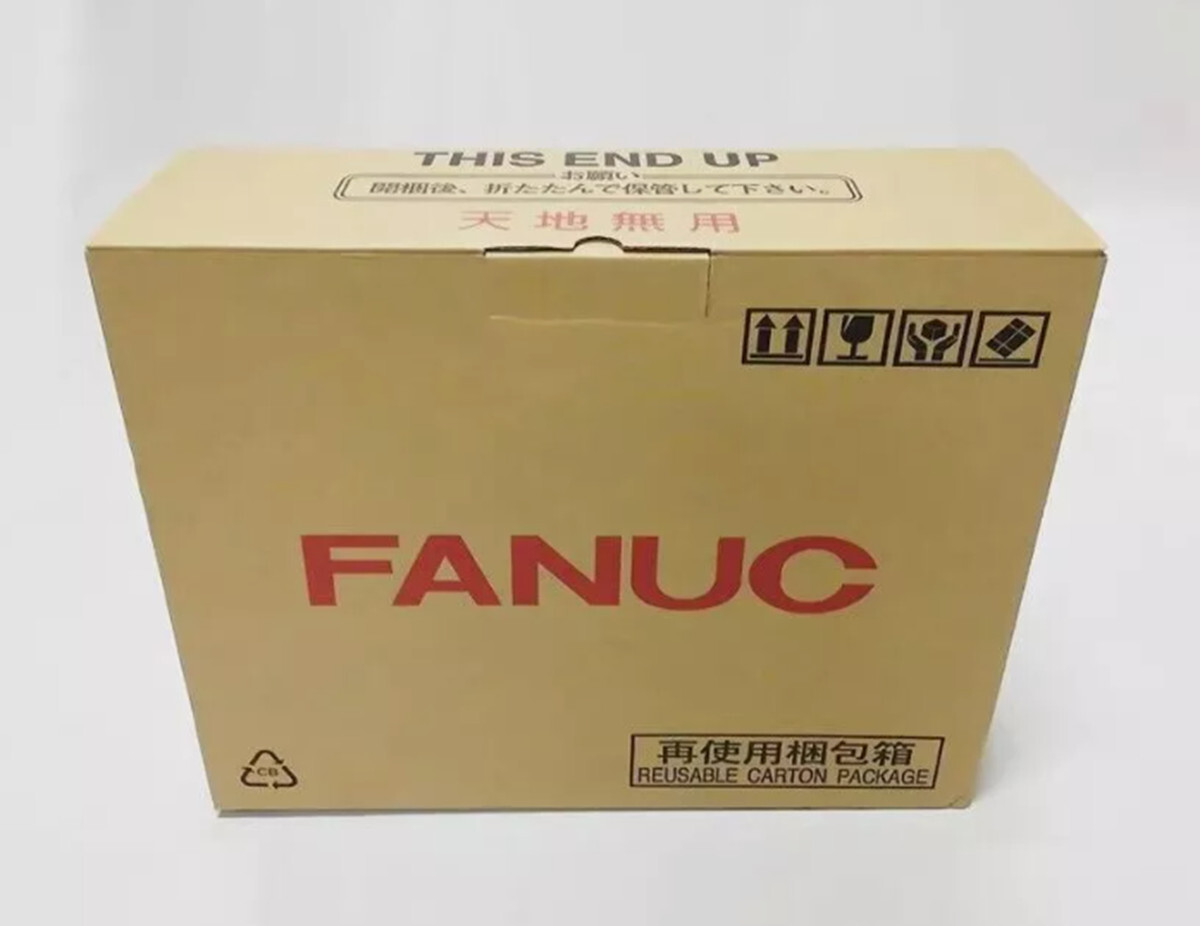 THIS END UP
お願い
開梱後、折たたんで保管して下さい。
天地無用
FANUC
CB
再使用梱包箱
REUSABLE CARTON PACKAGE